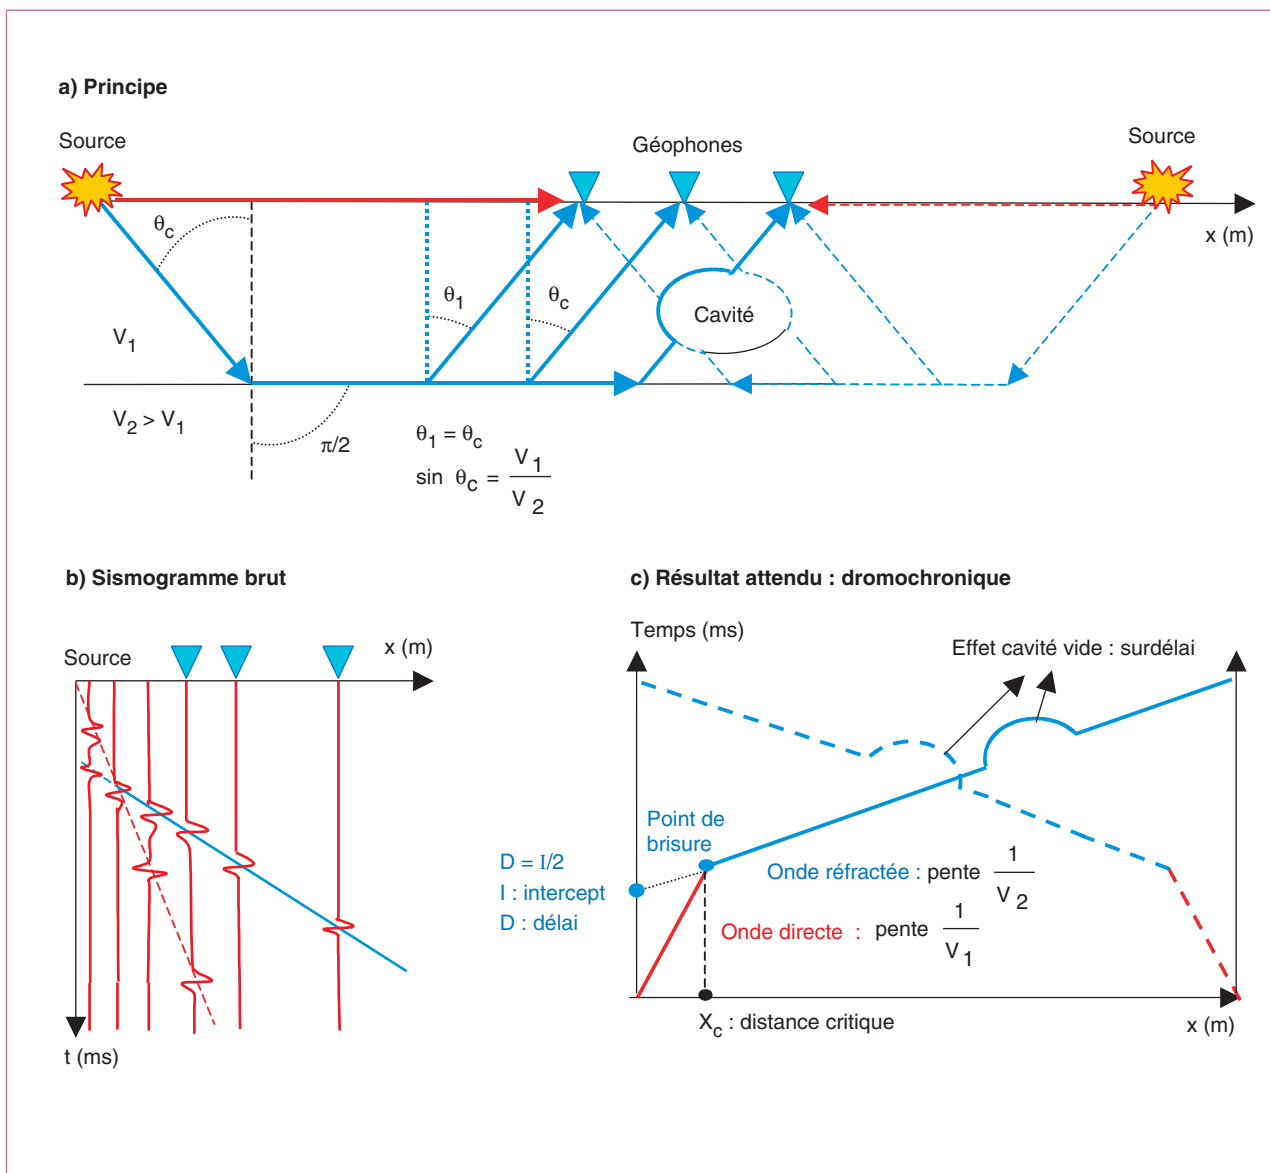 a) Principe
Source
Géophones
Source
x (m)
θc
θ1
θc
Cavité
V1
V2 > V1
π/2
θ1 = θc
sin θc = V1 / V2
b) Sismogramme brut
Source
x (m)
t (ms)
c) Résultat attendu : dromochronique
Temps (ms)
Effet cavité vide : surdélai
Point de
brisure
D = I/2
I : intercept
D : délai
Onde réfractée : pente 1 / V2
Onde directe : pente 1 / V1
Xc : distance critique
x (m)